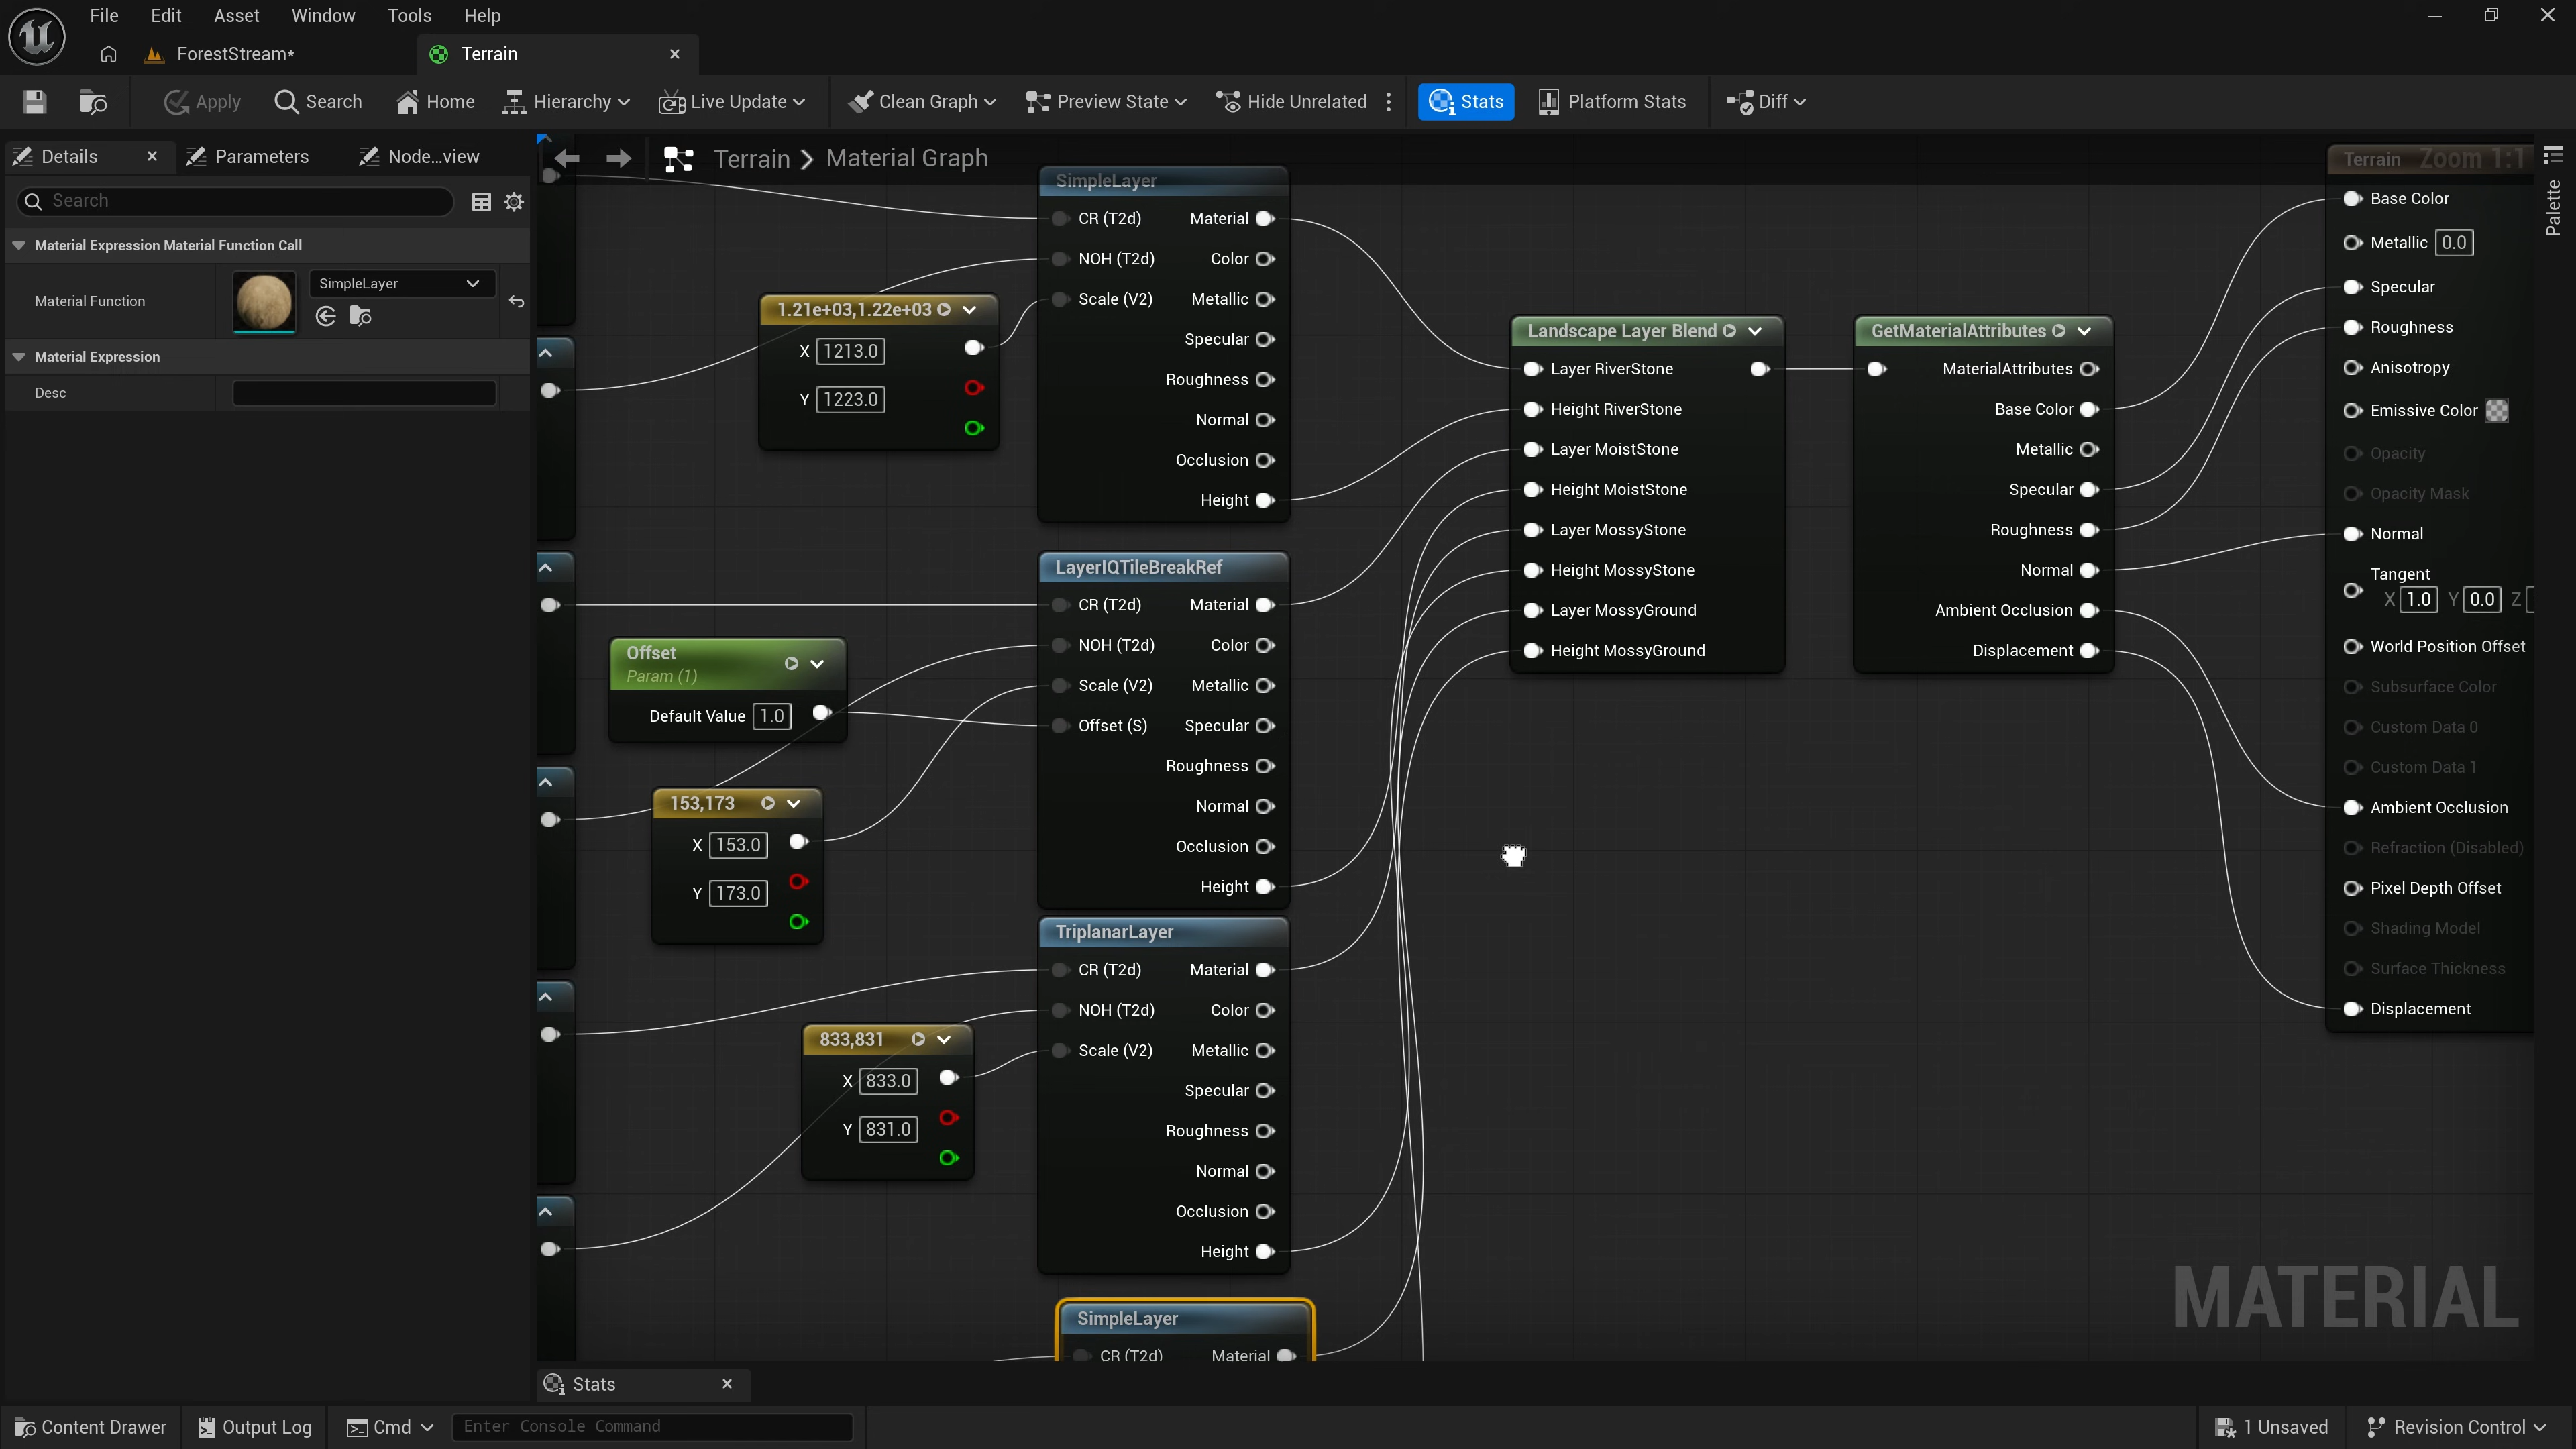 File Edit Asset Window Tools Help
ForestStream*
Terrain
Apply Search Home Hierarchy Live Update Clean Graph Preview State Hide Unrelated Stats Platform Stats Diff
Details Parameters Node...view
Search
Material Expression Material Function Call
Material Function
SimpleLayer
Material Expression
Desc
Terrain > Material Graph
Zoom 1:1
Palette
SimpleLayer
CR (T2d) Material
NOH (T2d) Color
Scale (V2) Metallic
Specular
Roughness
Normal
Occlusion
Height
1.21e+03,1.22e+03
X 1213.0
Y 1223.0
LayerIQTileBreakRef
CR (T2d) Material
NOH (T2d) Color
Scale (V2) Metallic
Offset (S) Specular
Roughness
Normal
Occlusion
Height
Offset
Param (1)
Default Value 1.0
153,173
X 153.0
Y 173.0
TriplanarLayer
CR (T2d) Material
NOH (T2d) Color
Scale (V2) Metallic
Specular
Roughness
Normal
Occlusion
Height
833,831
X 833.0
Y 831.0
SimpleLayer
CR (T2d) Material
Landscape Layer Blend
Layer RiverStone
Height RiverStone
Layer MoistStone
Height MoistStone
Layer MossyStone
Height MossyStone
Layer MossyGround
Height MossyGround
GetMaterialAttributes
MaterialAttributes
Base Color
Metallic
Specular
Roughness
Normal
Ambient Occlusion
Displacement
Terrain
Base Color
Metallic 0.0
Specular
Roughness
Anisotropy
Emissive Color
Opacity
Opacity Mask
Normal
Tangent
X 1.0 Y 0.0 Z
World Position Offset
Subsurface Color
Custom Data 0
Custom Data 1
Ambient Occlusion
Refraction (Disabled)
Pixel Depth Offset
Shading Model
Surface Thickness
Displacement
MATERIAL
Stats
Content Drawer Output Log Cmd Enter Console Command 1 Unsaved Revision Control